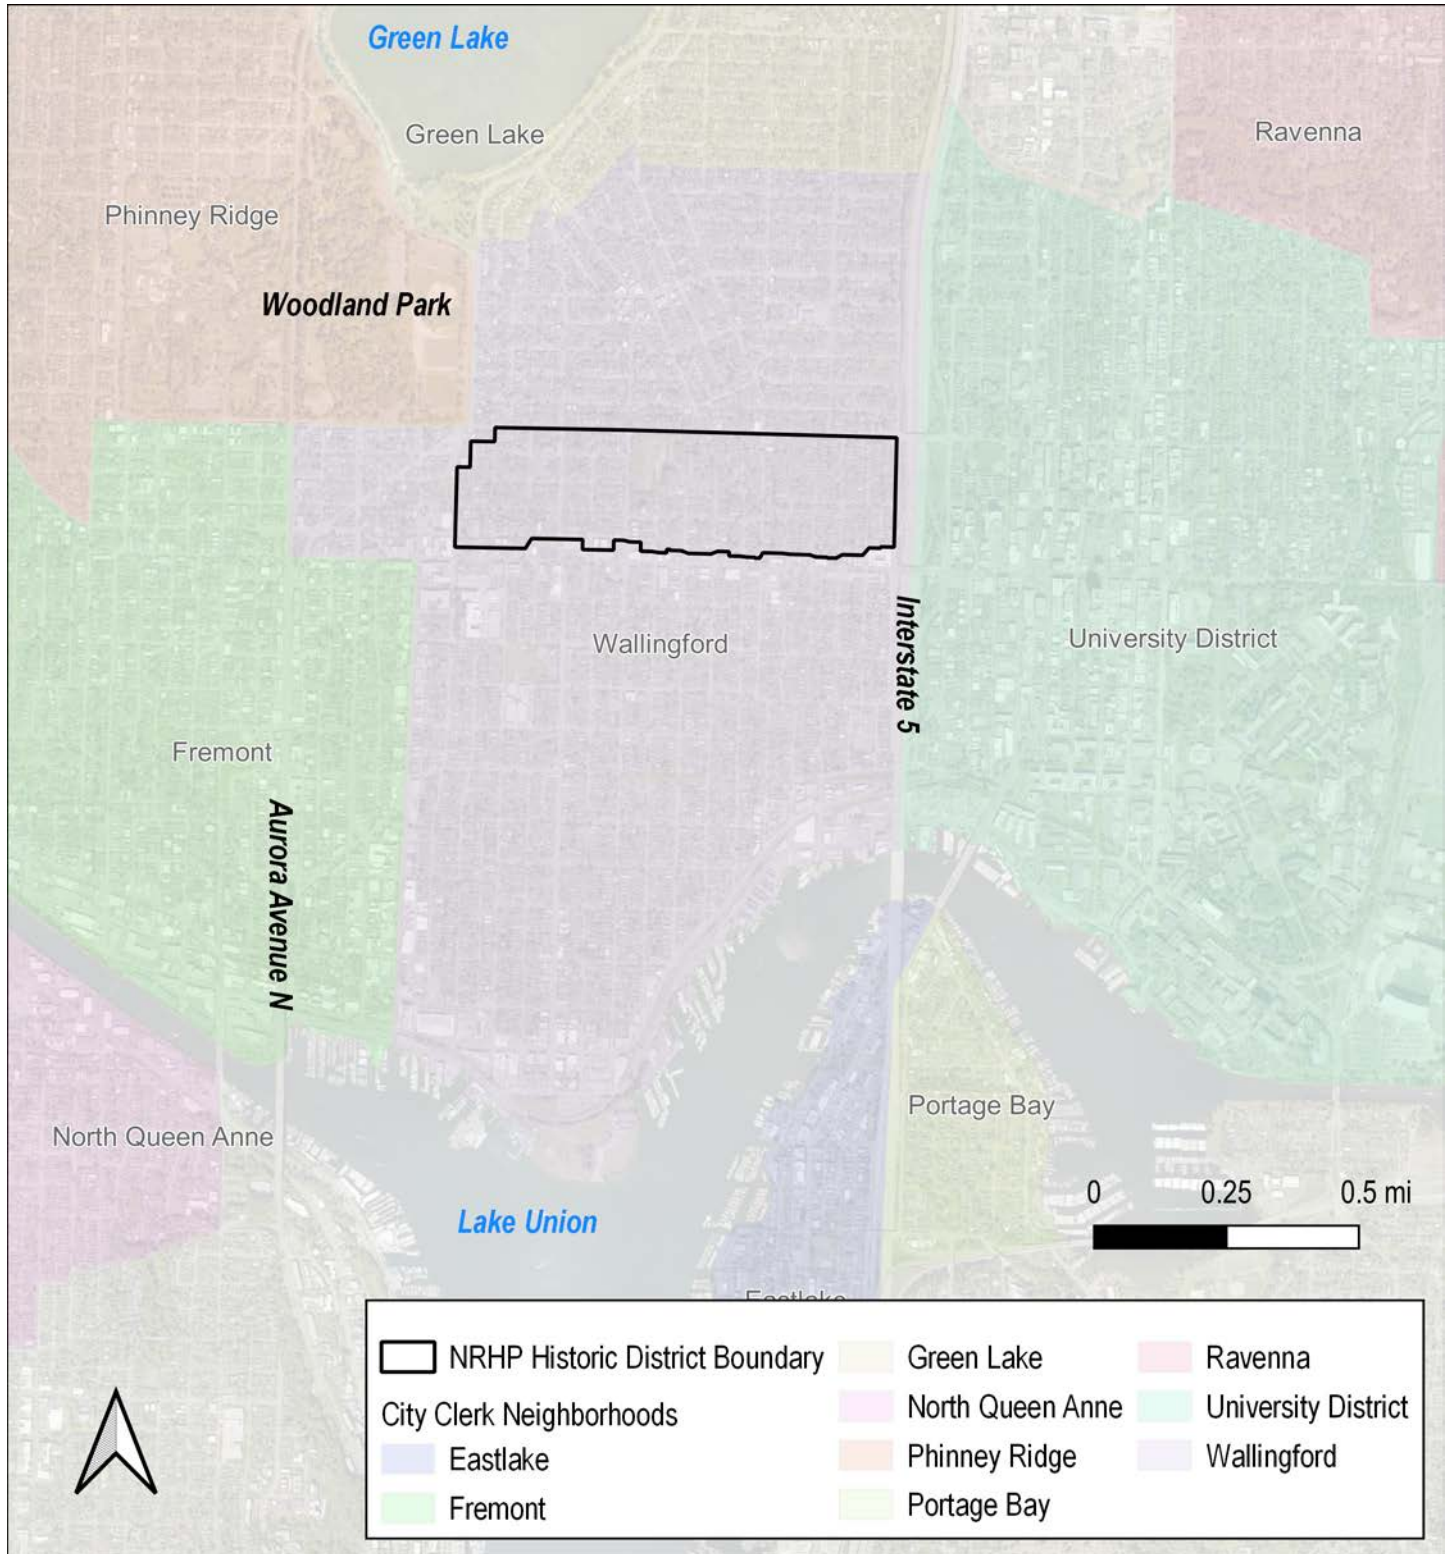 Green Lake
Green Lake
Ravenna
Phinney Ridge
Woodland Park
Wallingford
Interstate 5
University District
Fremont
Aurora Avenue N
Portage Bay
North Queen Anne
0 0.25 0.5 mi
Lake Union
Eastlake
NRHP Historic District Boundary
City Clerk Neighborhoods
Eastlake
Fremont
Green Lake
North Queen Anne
Phinney Ridge
Portage Bay
Ravenna
University District
Wallingford